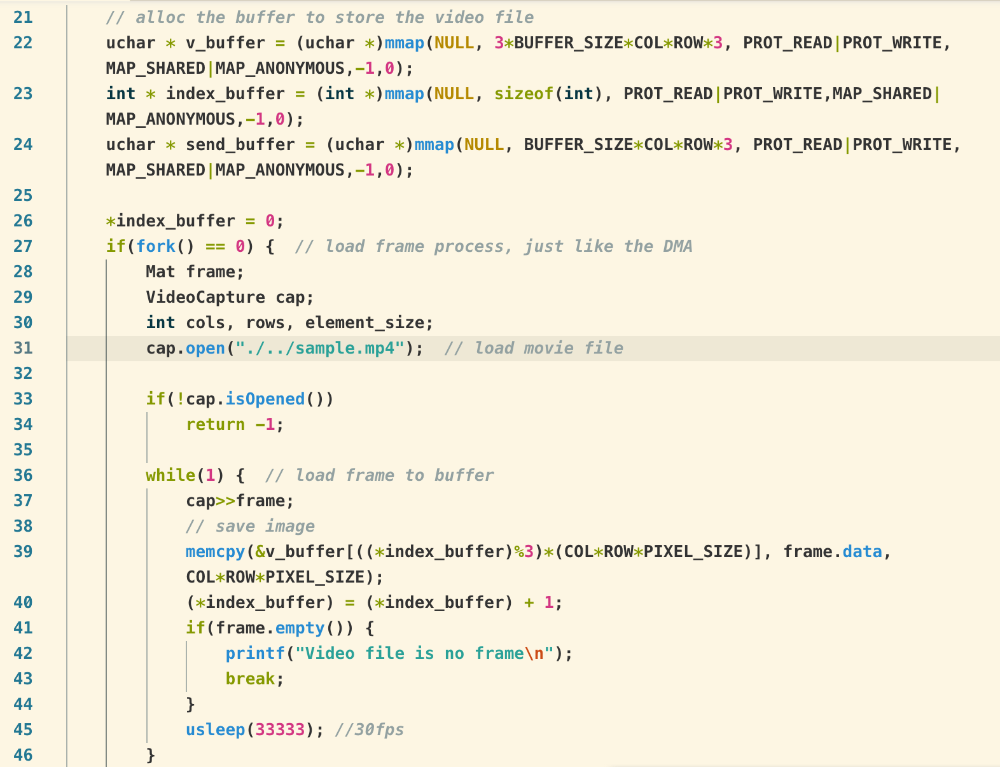 21 // alloc the buffer to store the video file
22 uchar * v_buffer = (uchar *)mmap(NULL, 3*BUFFER_SIZE*COL*ROW*3, PROT_READ|PROT_WRITE,
MAP_SHARED|MAP_ANONYMOUS,-1,0);
23 int * index_buffer = (int *)mmap(NULL, sizeof(int), PROT_READ|PROT_WRITE,MAP_SHARED|
MAP_ANONYMOUS,-1,0);
24 uchar * send_buffer = (uchar *)mmap(NULL, BUFFER_SIZE*COL*ROW*3, PROT_READ|PROT_WRITE,
MAP_SHARED|MAP_ANONYMOUS,-1,0);
25
26 *index_buffer = 0;
27 if(fork() == 0) {  // load frame process, just like the DMA
28 Mat frame;
29 VideoCapture cap;
30 int cols, rows, element_size;
31 cap.open("./../sample.mp4");  // load movie file
32
33 if(!cap.isOpened())
34 return -1;
35
36 while(1) {  // load frame to buffer
37 cap>>frame;
38 // save image
39 memcpy(&v_buffer[((*index_buffer)%3)*(COL*ROW*PIXEL_SIZE)], frame.data,
COL*ROW*PIXEL_SIZE);
40 (*index_buffer) = (*index_buffer) + 1;
41 if(frame.empty()) {
42 printf("Video file is no frame\n");
43 break;
44 }
45 usleep(33333); //30fps
46 }